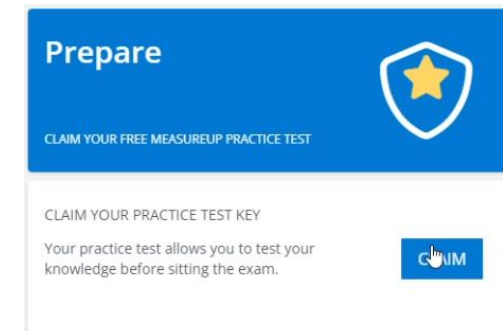 Prepare
CLAIM YOUR FREE MEASUREUP PRACTICE TEST
CLAIM YOUR PRACTICE TEST KEY
Your practice test allows you to test your
knowledge before sitting the exam.
CLAIM